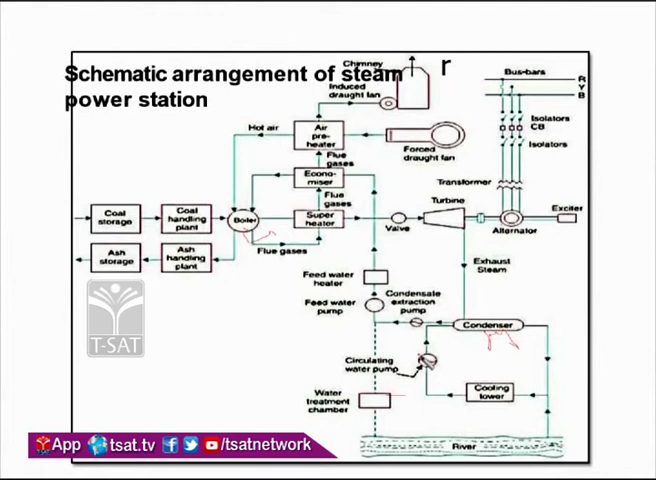 Schematic arrangement of steam
power station
r
Chimney
Induced
draught fan
Bus-bars
R
Y
B
Isolators
CB
Isolators
Hot air
Air
pre-
heater
Forced
draught fan
Flue
gases
Econo-
miser
Flue
gases
Transformer
Turbine
Exciter
Coal
storage
Coal
handling
plant
Boiler
Super
heater
Valve
Alternator
Ash
storage
Ash
handling
plant
Flue gases
Exhaust
Steam
Feed water
heater
Feed water
pump
Condensate
extraction
pump
Condenser
T-SAT
Circulating
water pump
Cooling
tower
Water
treatment
chamber
River
App tsat.tv /tsatnetwork